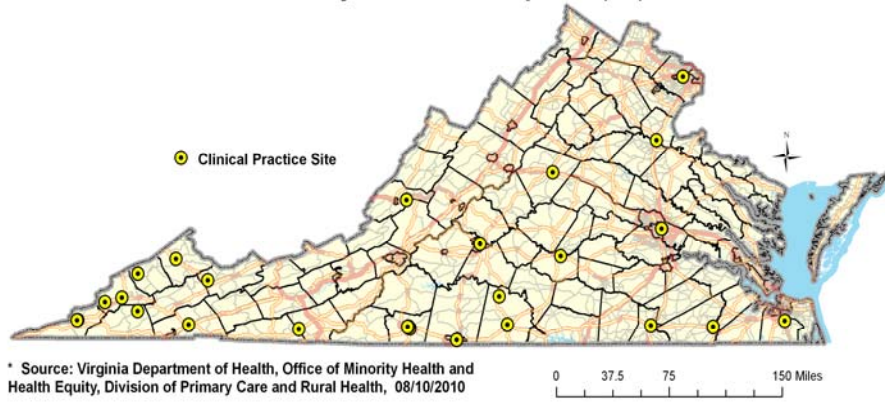 N
Clinical Practice Site
* Source: Virginia Department of Health, Office of Minority Health and
Health Equity, Division of Primary Care and Rural Health, 08/10/2010
0 37.5 75 150 Miles